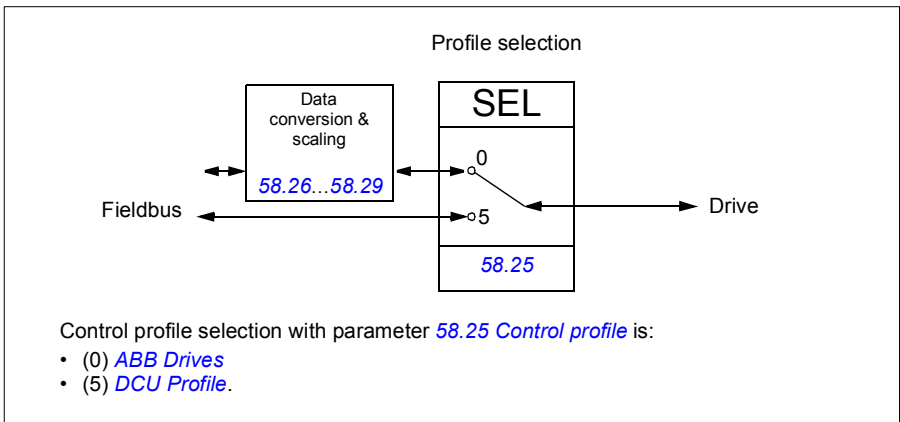 Profile selection
Data
conversion &
scaling
58.26...58.29
SEL
0
Fieldbus
5
Drive
58.25
Control profile selection with parameter 58.25 Control profile is:
• (0) ABB Drives
• (5) DCU Profile.